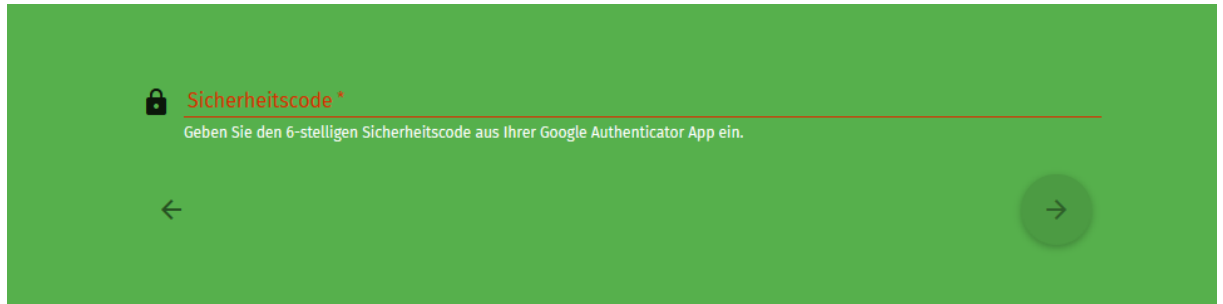 Sicherheitscode *
Geben Sie den 6-stelligen Sicherheitscode aus Ihrer Google Authenticator App ein.